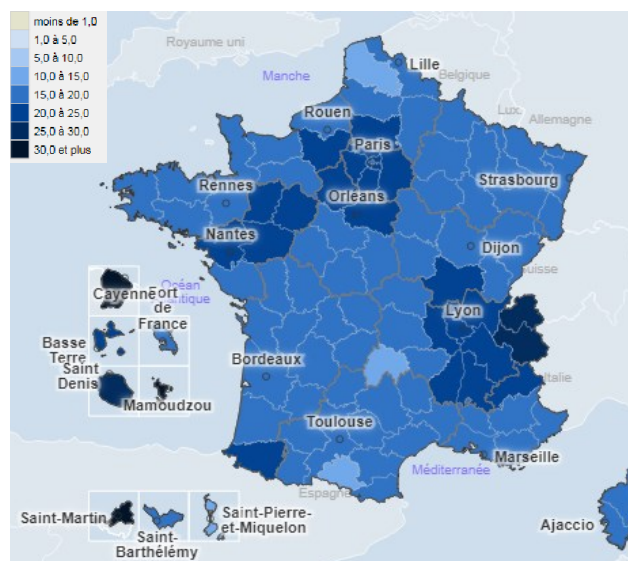 moins de 1,0
1,0 à 5,0
5,0 à 10,0
10,0 à 15,0
15,0 à 20,0
20,0 à 25,0
25,0 à 30,0
30,0 et plus
Royaume uni
Lille
Manche
Belgique
Rouen
Lux.
Allemagne
Paris
Strasbourg
Rennes
Orléans
Nantes
Dijon
Suisse
Océan
Atlantique
Cayenne
Fort de
France
Lyon
Basse
Terre
Bordeaux
Italie
Saint
Denis
Mamoudzou
Toulouse
Marseille
Méditerranée
Espagne
Saint-Martin
Saint-
Barthélémy
Saint-Pierre-
et-Miquelon
Ajaccio